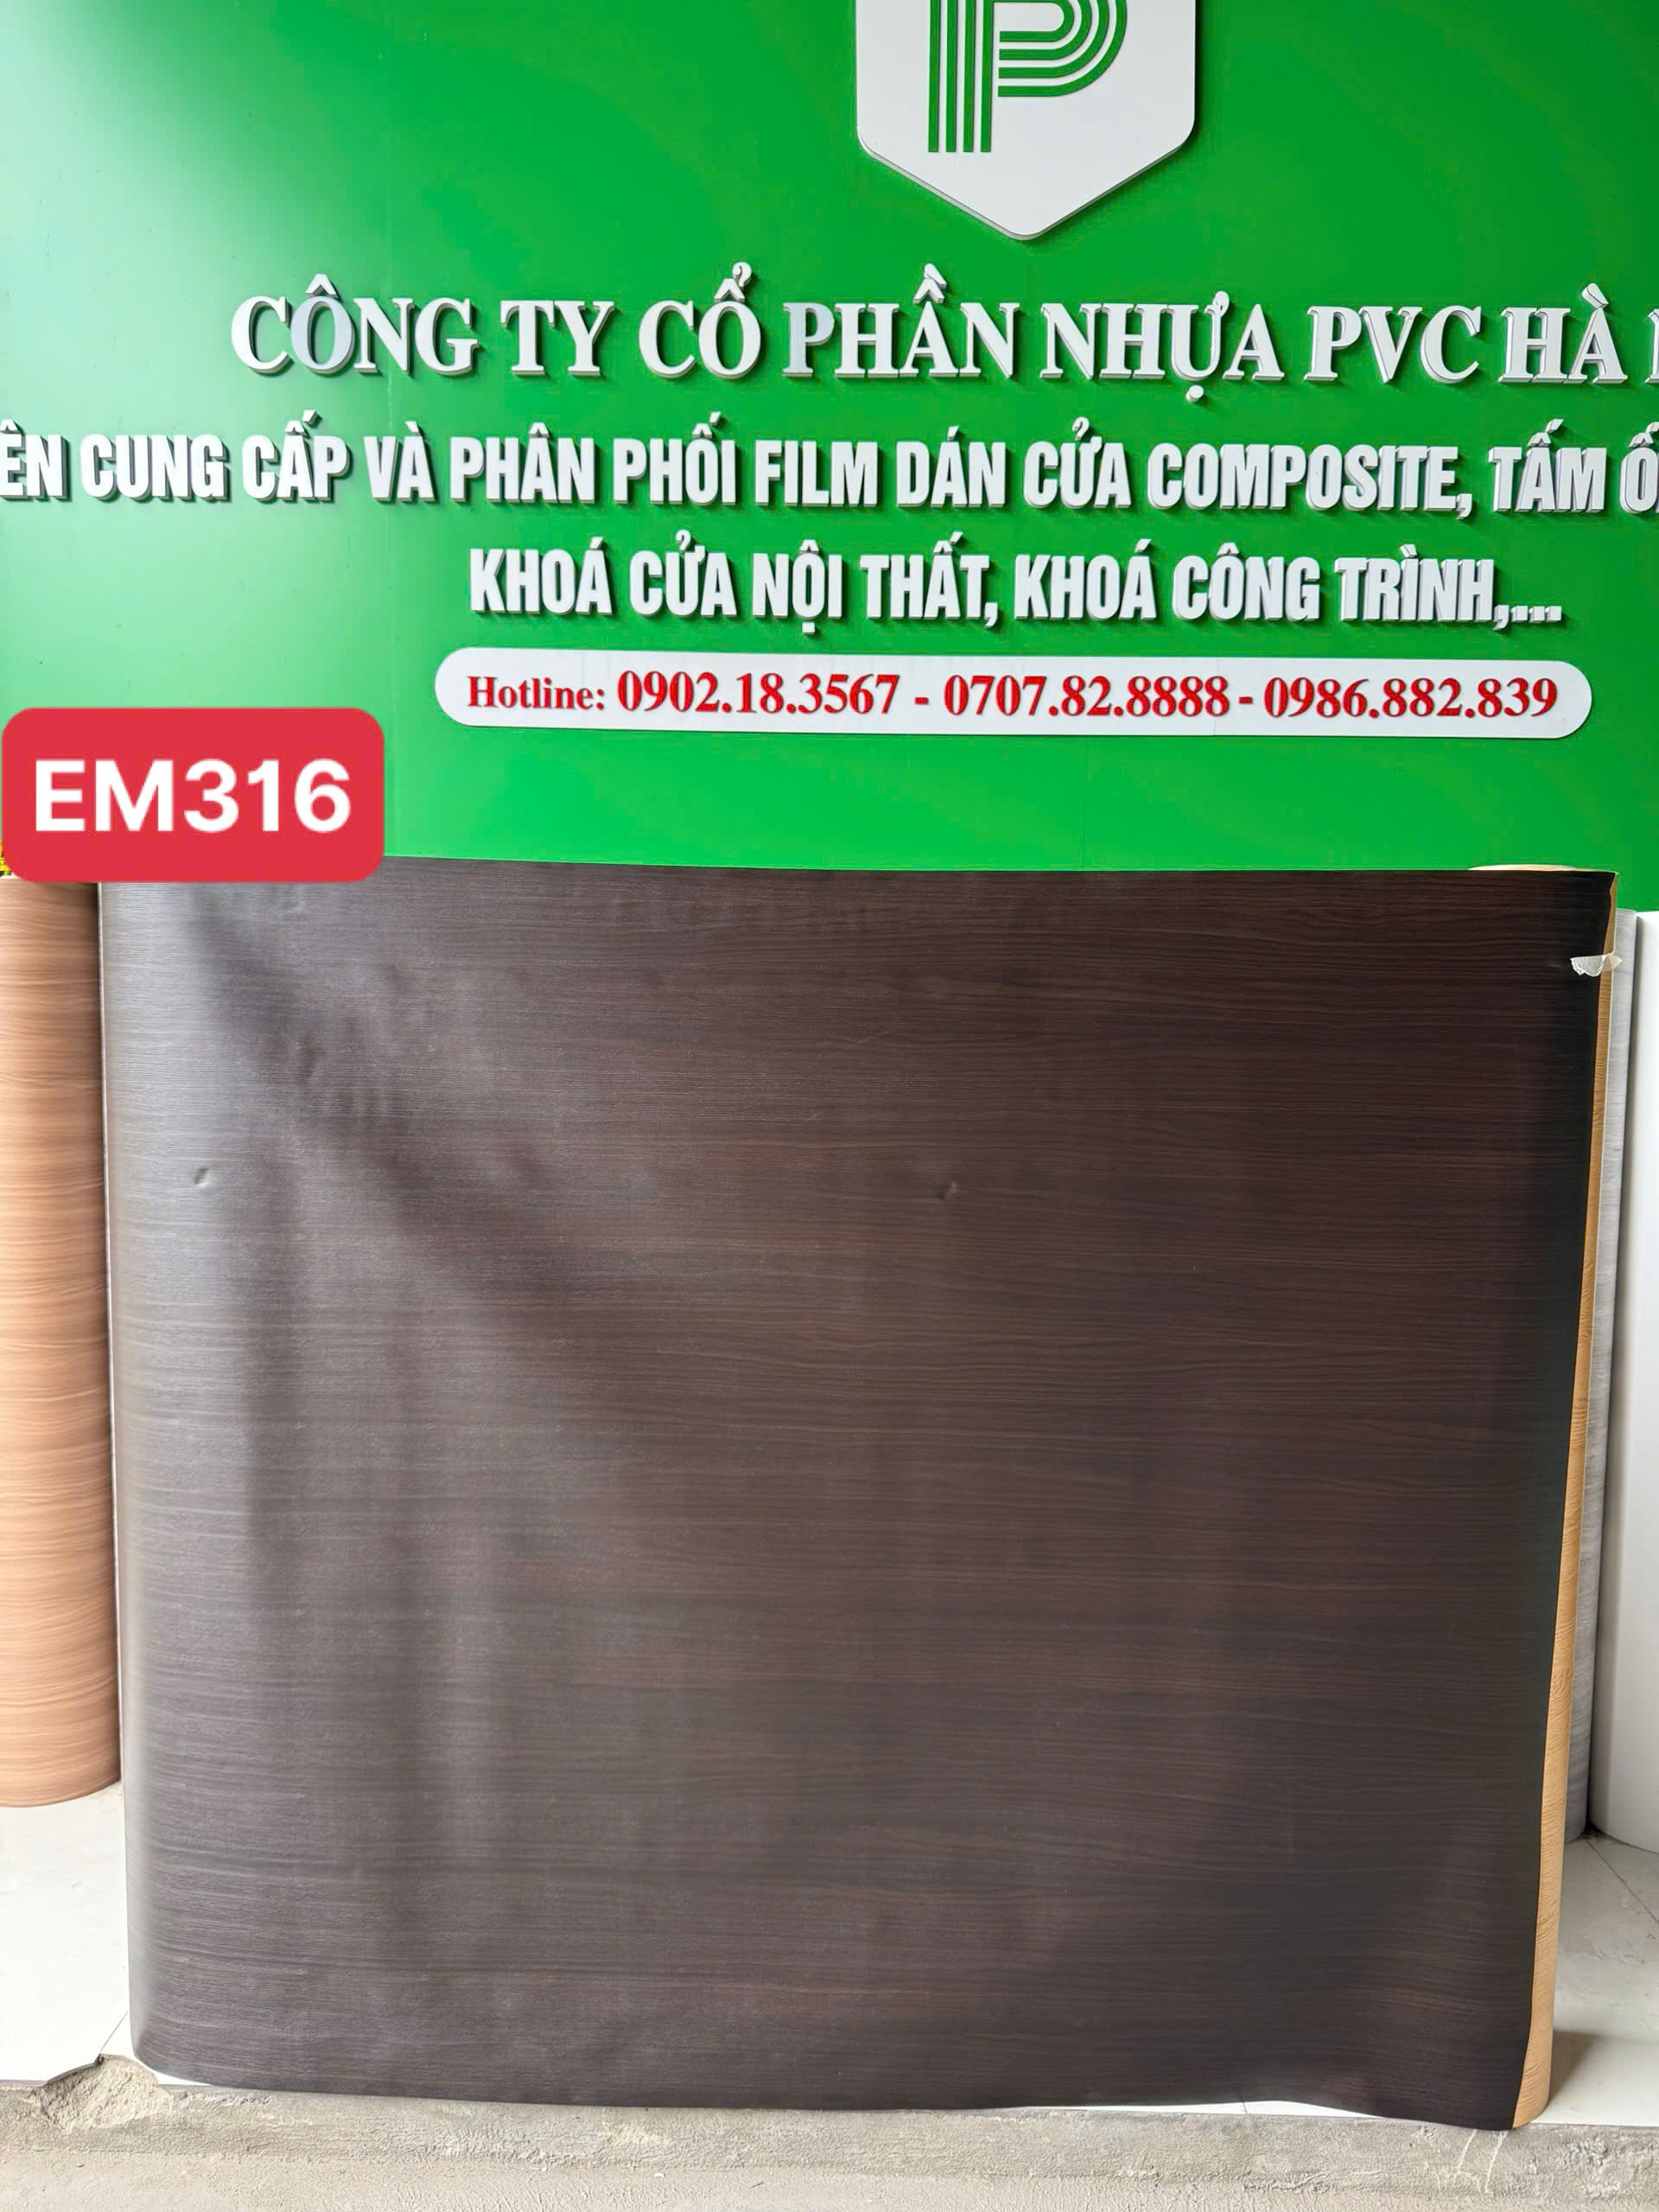 P
CÔNG TY CỔ PHẦN NHỰA PVC HÀ
CUNG CẤP VÀ PHÂN PHỐI FILM DÁN CỬA COMPOSITE, TẤM
KHOÁ CỬA NỘI THẤT, KHOÁ CÔNG TRÌNH,...
Hotline: 0902.18.3567 - 0707.82.8888 - 0986.882.839
EM316